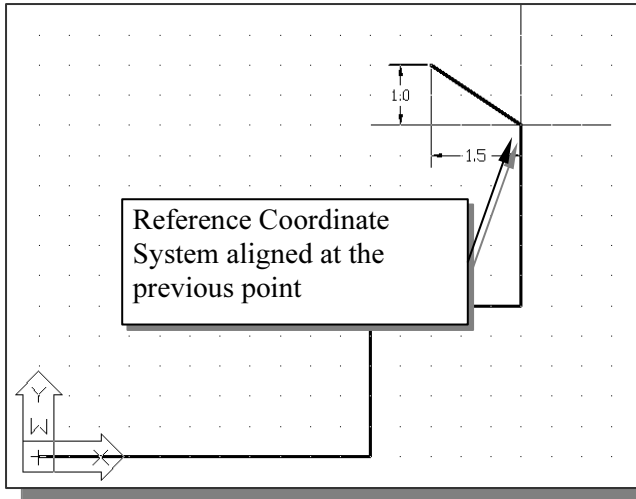 1.0
1.5
Reference Coordinate
System aligned at the
previous point
Y
W
X